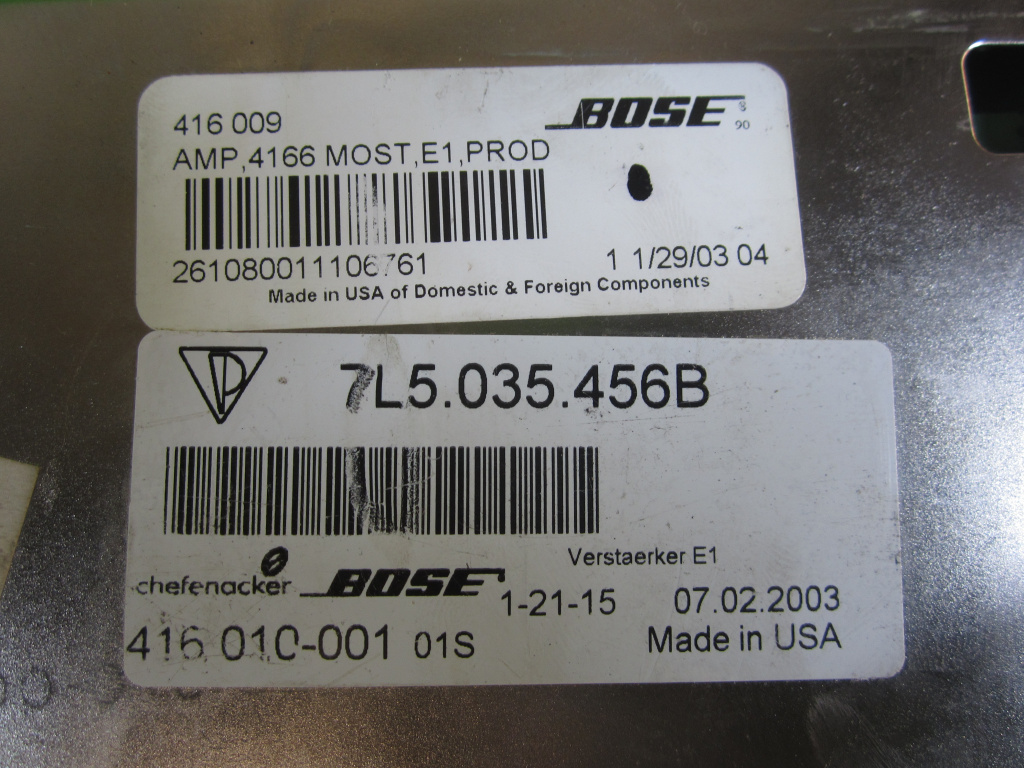 416 009
BOSE
8
90
AMP,4166 MOST,E1,PROD
261080011106761
1 1/29/03 04
Made in USA of Domestic & Foreign Components
7L5.035.456B
Verstaerker E1
chefenacker BOSE
1-21-15
07.02.2003
416 010-001 01S
Made in USA